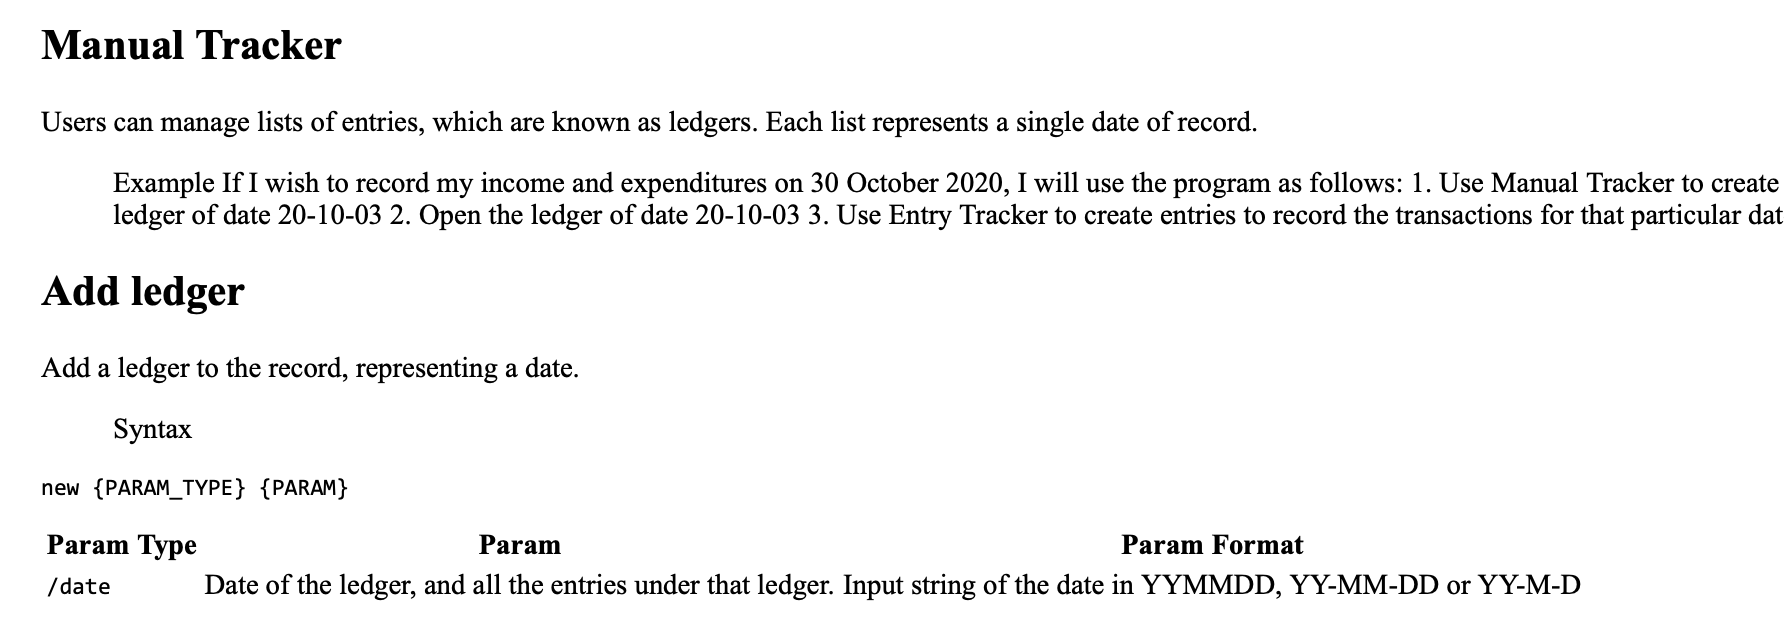 Manual Tracker
Users can manage lists of entries, which are known as ledgers. Each list represents a single date of record.
Example If I wish to record my income and expenditures on 30 October 2020, I will use the program as follows: 1. Use Manual Tracker to create
ledger of date 20-10-03 2. Open the ledger of date 20-10-03 3. Use Entry Tracker to create entries to record the transactions for that particular dat
Add ledger
Add a ledger to the record, representing a date.
Syntax
new {PARAM_TYPE} {PARAM}
Param Type Param Param Format
/date Date of the ledger, and all the entries under that ledger. Input string of the date in YYMMDD, YY-MM-DD or YY-M-D